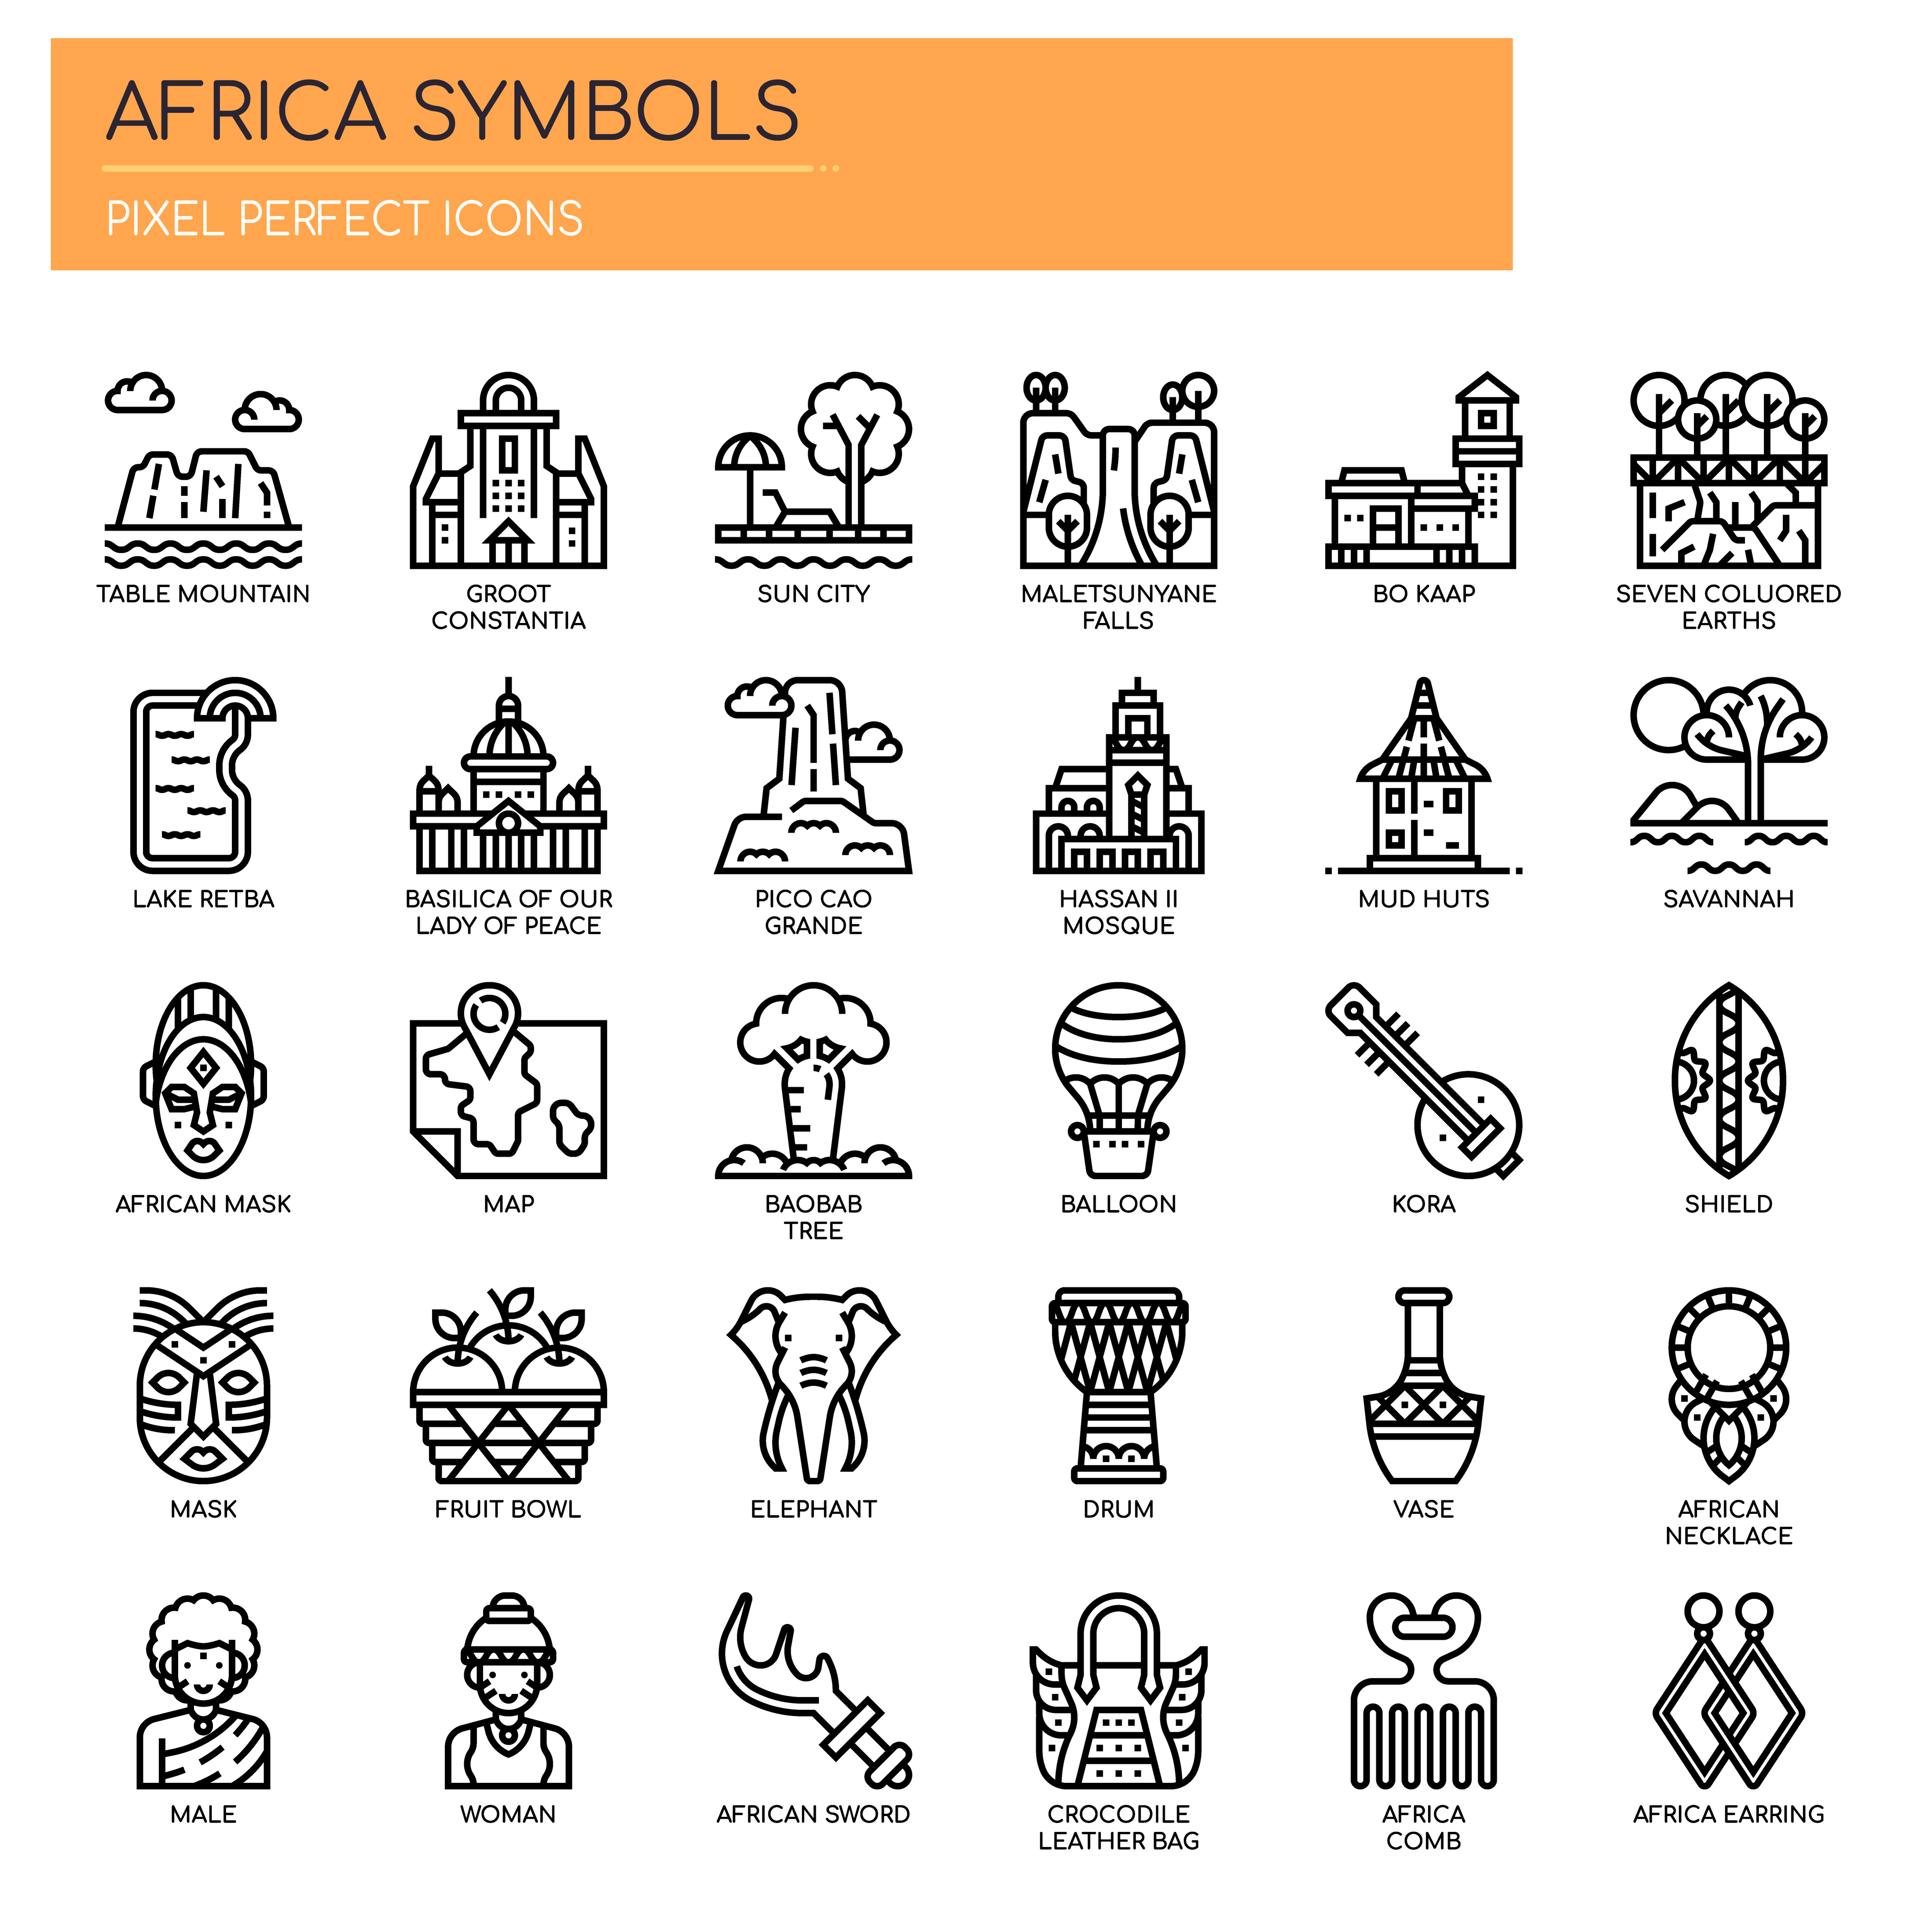 AFRICA SYMBOLS
PIXEL PERFECT ICONS
TABLE MOUNTAIN
GROOT
CONSTANTIA
SUN CITY
MALETSUNYANE
FALLS
BO KAAP
SEVEN COLUORED
EARTHS
LAKE RETBA
BASILICA OF OUR
LADY OF PEACE
PICO CAO
GRANDE
HASSAN II
MOSQUE
MUD HUTS
SAVANNAH
AFRICAN MASK
MAP
BAOBAB
TREE
BALLOON
KORA
SHIELD
MASK
FRUIT BOWL
ELEPHANT
DRUM
VASE
AFRICAN
NECKLACE
MALE
WOMAN
AFRICAN SWORD
CROCODILE
LEATHER BAG
AFRICA
COMB
AFRICA EARRING